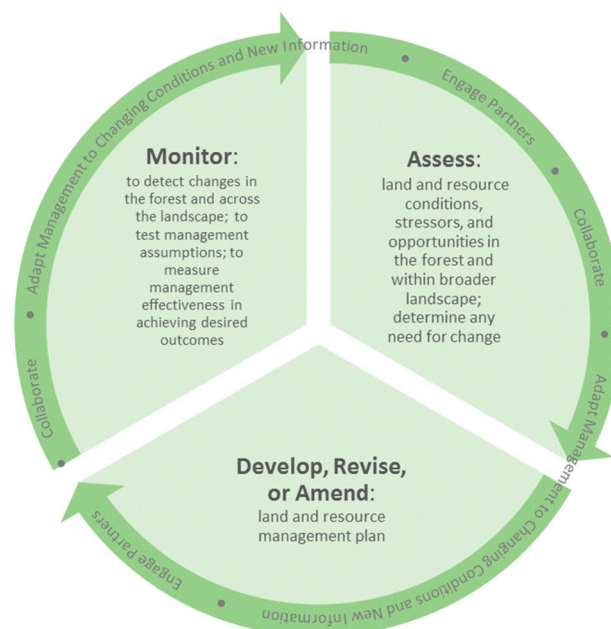 Monitor:
to detect changes in
the forest and across
the landscape; to
test management
assumptions; to
measure
management
effectiveness in
achieving desired
outcomes
Assess:
land and resource
conditions,
stressors, and
opportunities in
the forest and
within broader
landscape;
determine any
need for change
Develop, Revise,
or Amend:
land and resource
management plan
• Engage Partners • Collaborate • Adapt Management to Changing Conditions and New Information • Engage Partners • Collaborate • Adapt Management to Changing Conditions and New Information